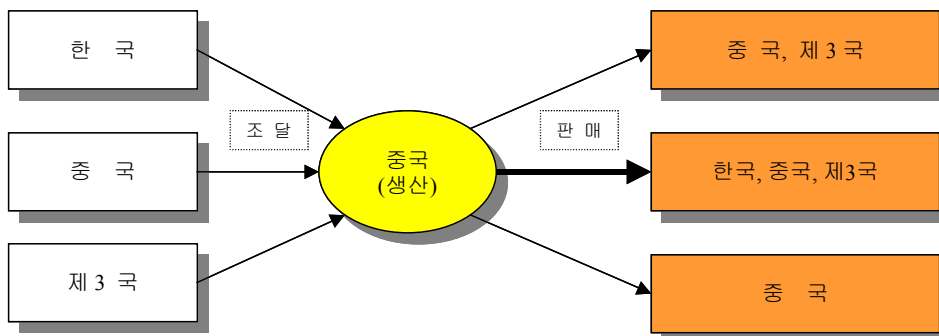 한 국
중 국
제 3 국
조 달
중국
(생산)
판 매
중 국, 제 3 국
한국, 중국, 제3국
중 국